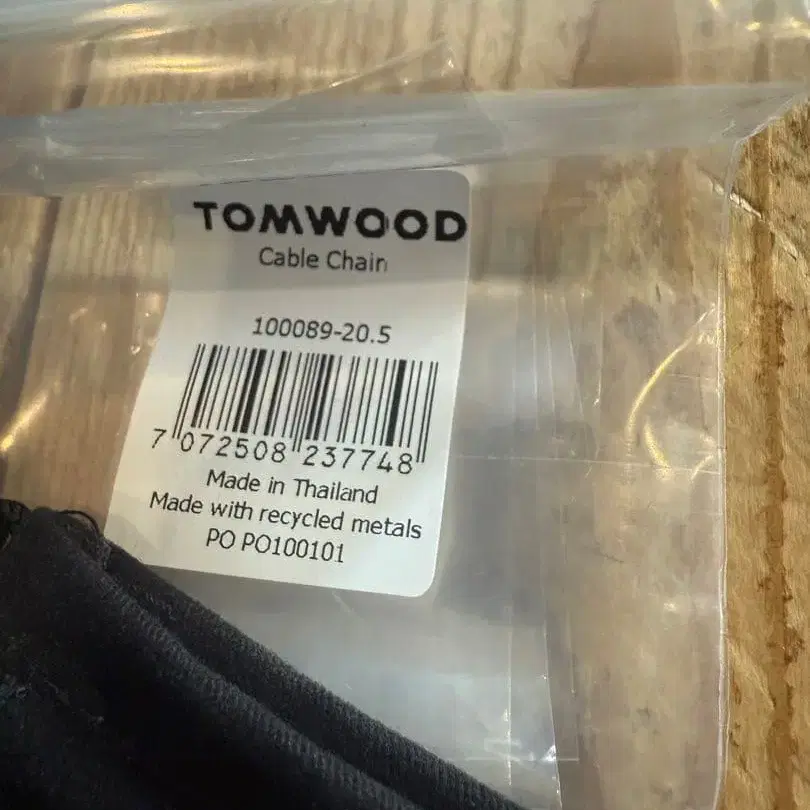 TOMWOOD
Cable Chain
100089-20.5
7 072508 237748
Made in Thailand
Made with recycled metals
PO PO100101